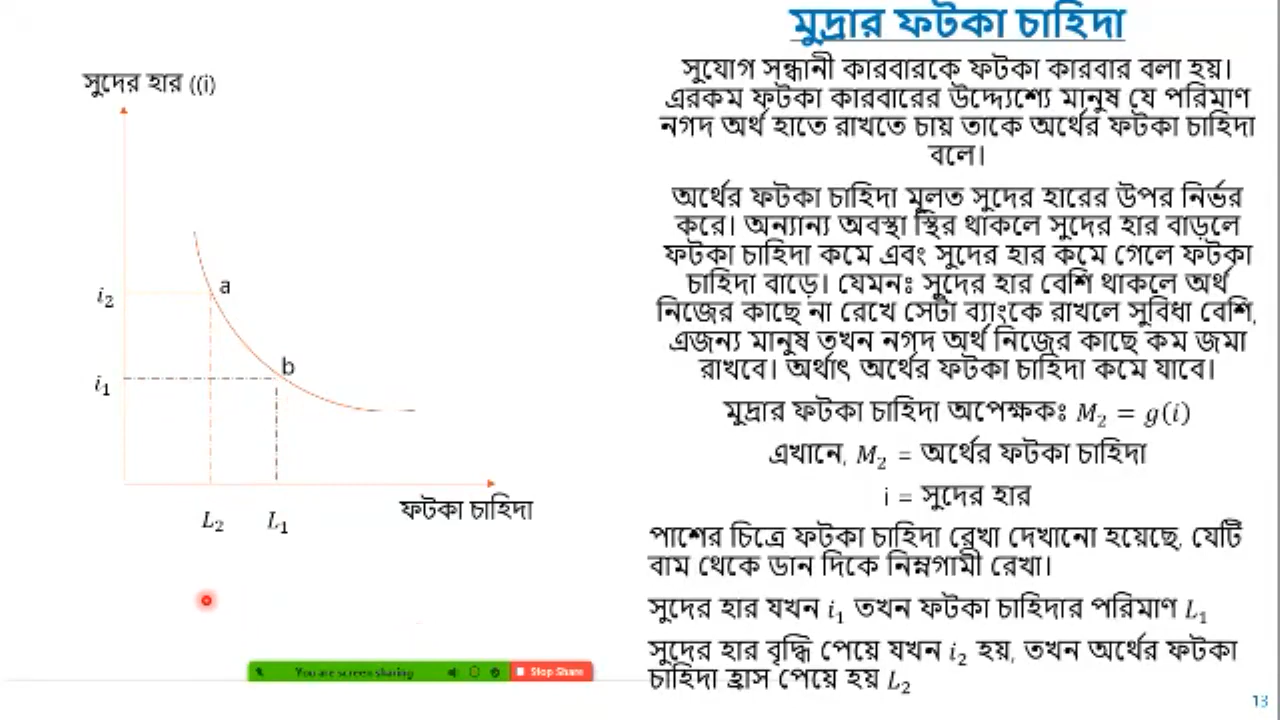 মুদ্রার ফটকা চাহিদা
সুযোগ সন্ধানী কারবারকে ফটকা কারবার বলা হয়।
এরকম ফটকা কারবারের উদ্দ্যেশ্যে মানুষ যে পরিমাণ
নগদ অর্থ হাতে রাখতে চায় তাকে অর্থের ফটকা চাহিদা
বলে।
অর্থের ফটকা চাহিদা মূলত সুদের হারের উপর নির্ভর
করে। অন্যান্য অবস্থা স্থির থাকলে সুদের হার বাড়লে
ফটকা চাহিদা কমে এবং সুদের হার কমে গেলে ফটকা
চাহিদা বাড়ে। যেমনঃ সুদের হার বেশি থাকলে অর্থ
নিজের কাছে না রেখে সেটা ব্যাংকে রাখলে সুবিধা বেশি,
এজন্য মানুষ তখন নগদ অর্থ নিজের কাছে কম জমা
রাখবে। অর্থাৎ অর্থের ফটকা চাহিদা কমে যাবে।
মুদ্রার ফটকা চাহিদা অপেক্ষকঃ M₂ = g(i)
এখানে, M₂ = অর্থের ফটকা চাহিদা
i = সুদের হার
পাশের চিত্রে ফটকা চাহিদা রেখা দেখানো হয়েছে, যেটি
বাম থেকে ডান দিকে নিম্নগামী রেখা।
সুদের হার যখন i₁ তখন ফটকা চাহিদার পরিমাণ L₁
সুদের হার বৃদ্ধি পেয়ে যখন i₂ হয়, তখন অর্থের ফটকা
চাহিদা হ্রাস পেয়ে হয় L₂
সুদের হার ((i)
a
i₂
b
i₁
L₂ L₁
ফটকা চাহিদা
You are screen sharing
Stop Share
13